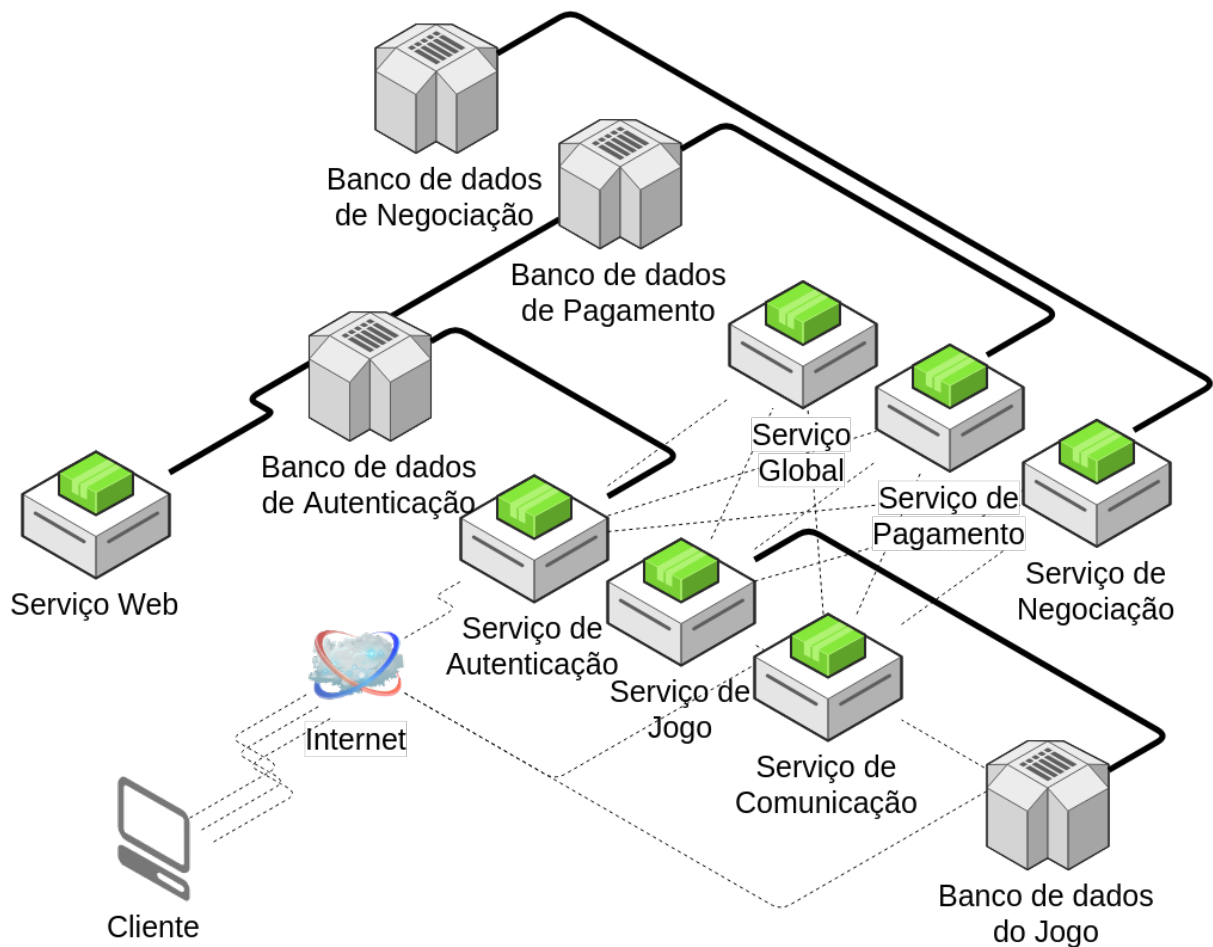 Banco de dados
de Negociação
Banco de dados
de Pagamento
Serviço
Global
Banco de dados
de Autenticação
Serviço de
Pagamento
Serviço Web
Serviço de
Negociação
Serviço de
Autenticação
Serviço de
Jogo
Internet
Serviço de
Comunicação
Cliente
Banco de dados
do Jogo